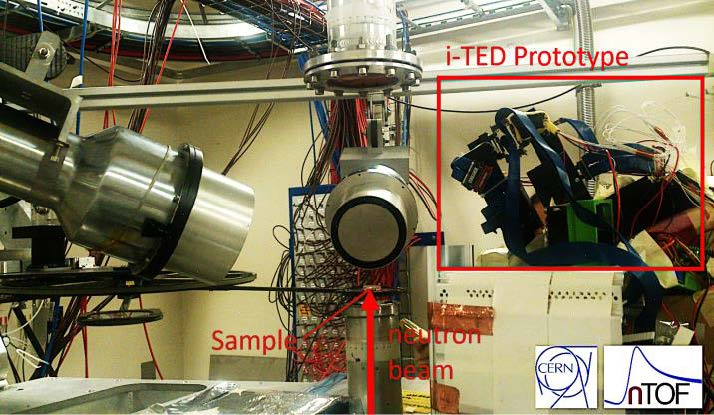 i-TED Prototype
Sample
neutron
beam
CERN
nTOF